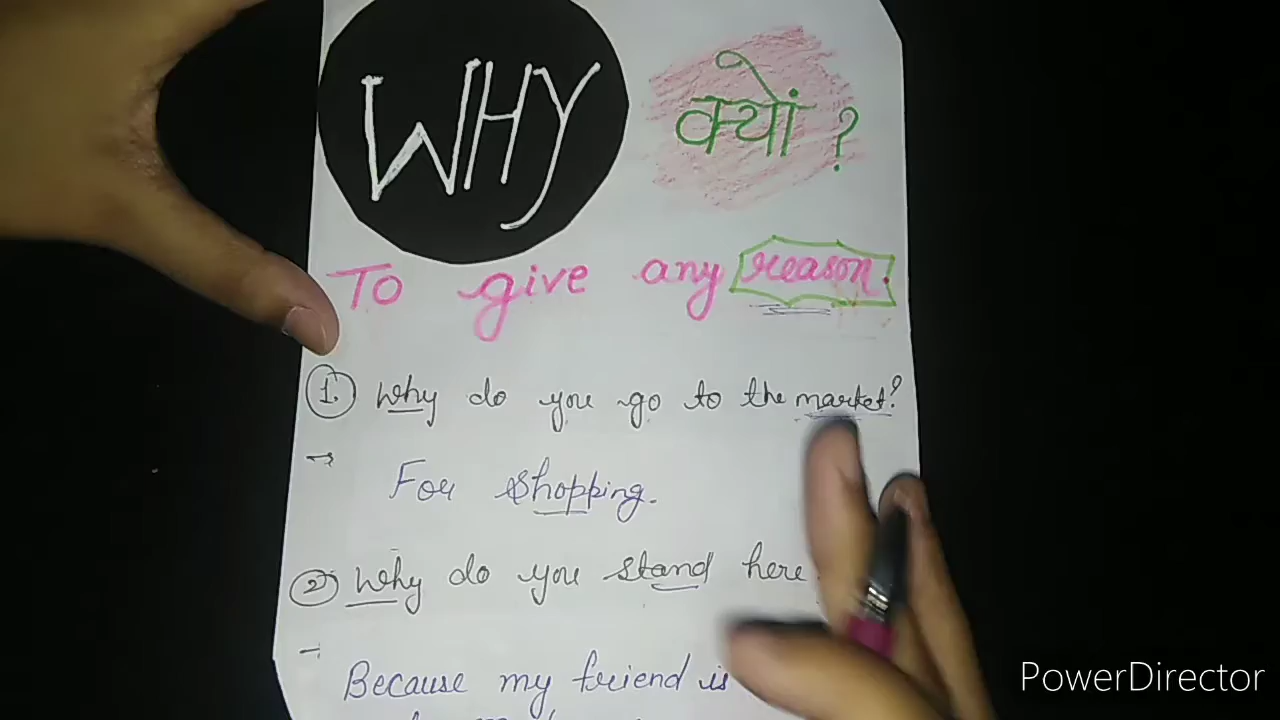 WHY
क्यों ?
To give any reason.
1. Why do you go to the market?
→ For shopping.
2 Why do you stand here
→ Because my friend is
PowerDirector